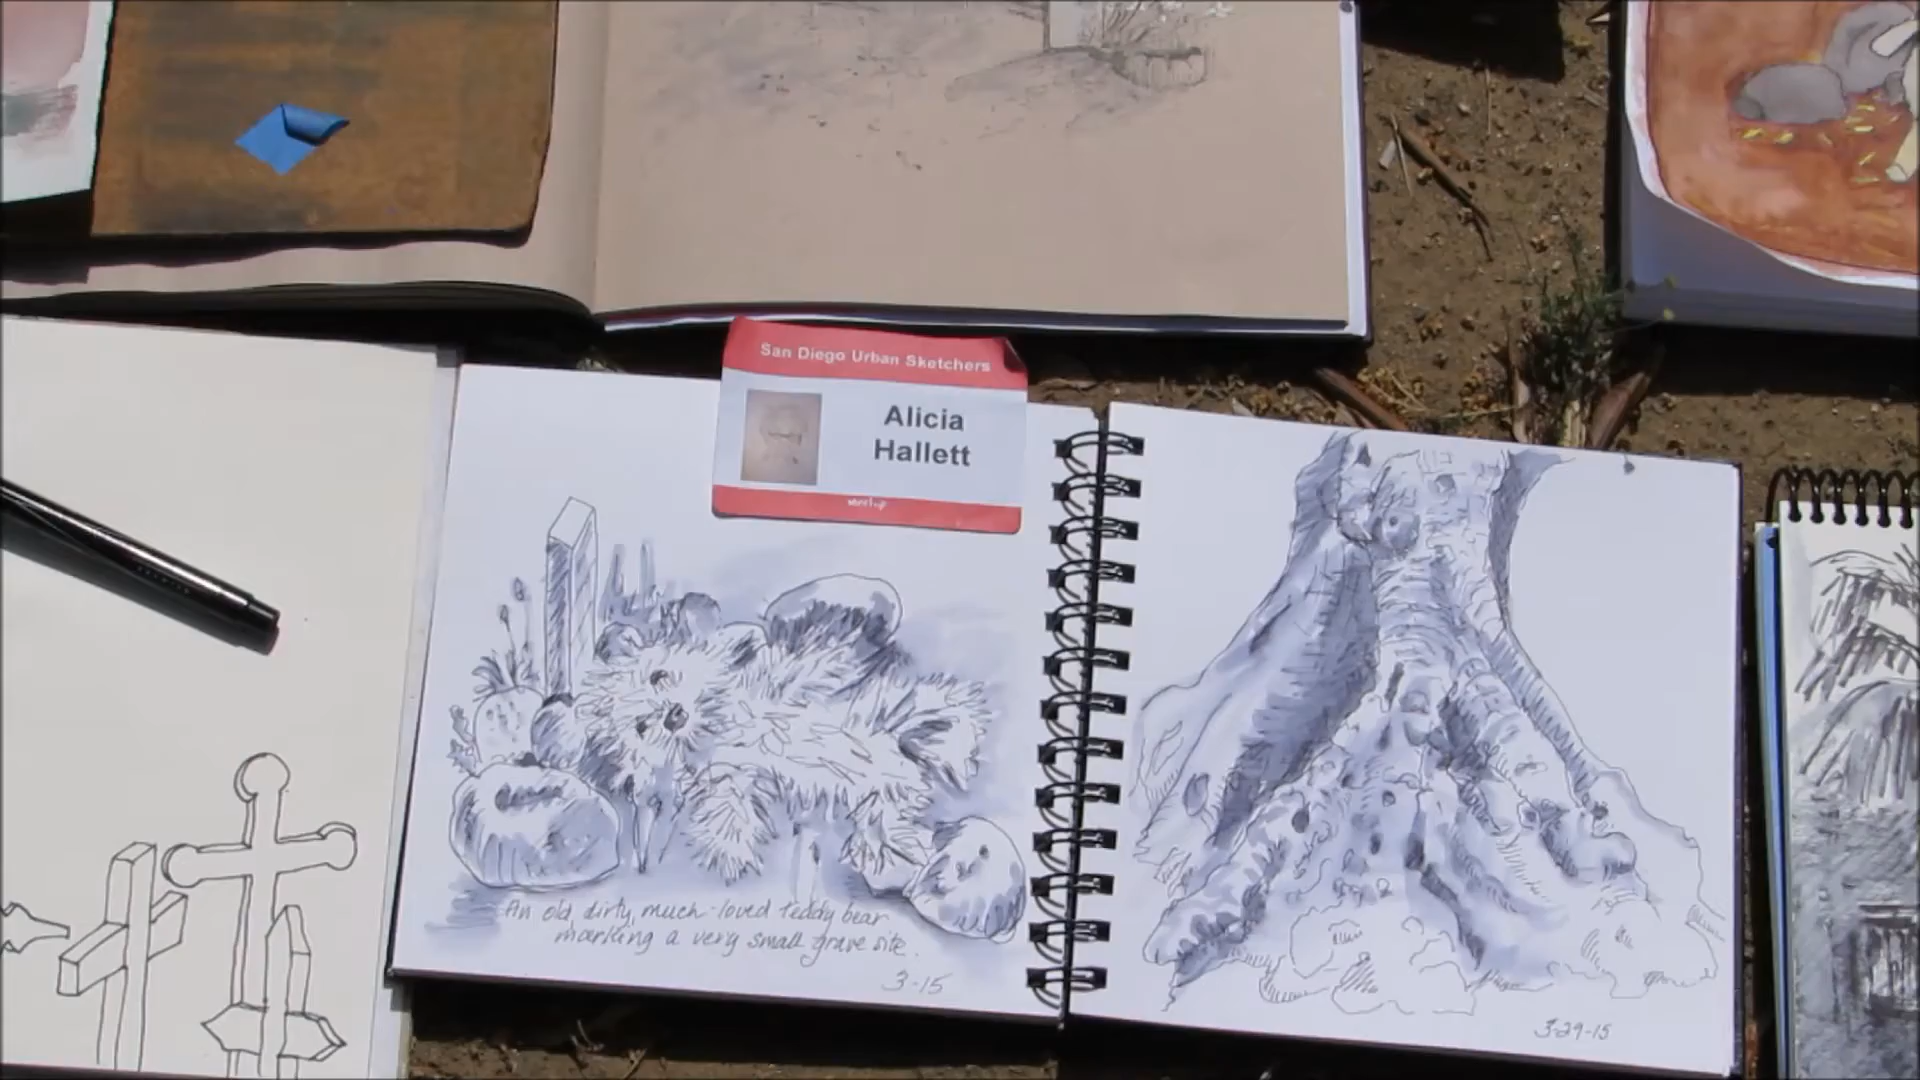 San Diego Urban Sketchers
Alicia
Hallett
An old, dirty, much-loved teddy bear
marking a very small grave site.
3-15
3-29-15